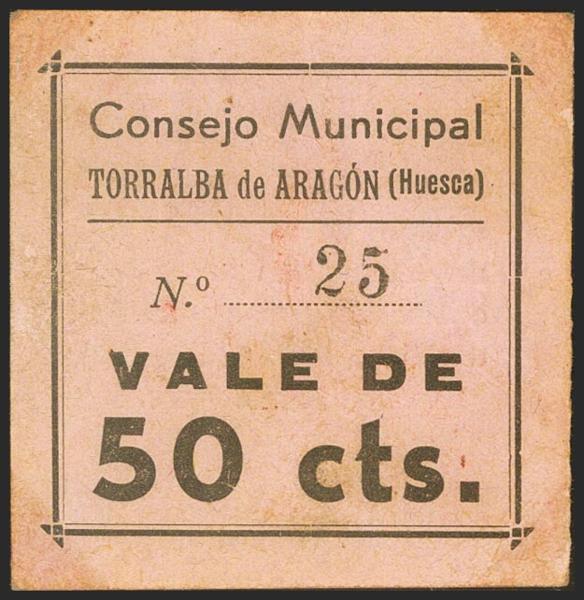 Consejo Municipal
TORRALBA de ARAGÓN (Huesca)
N.º 25
VALE DE
50 cts.